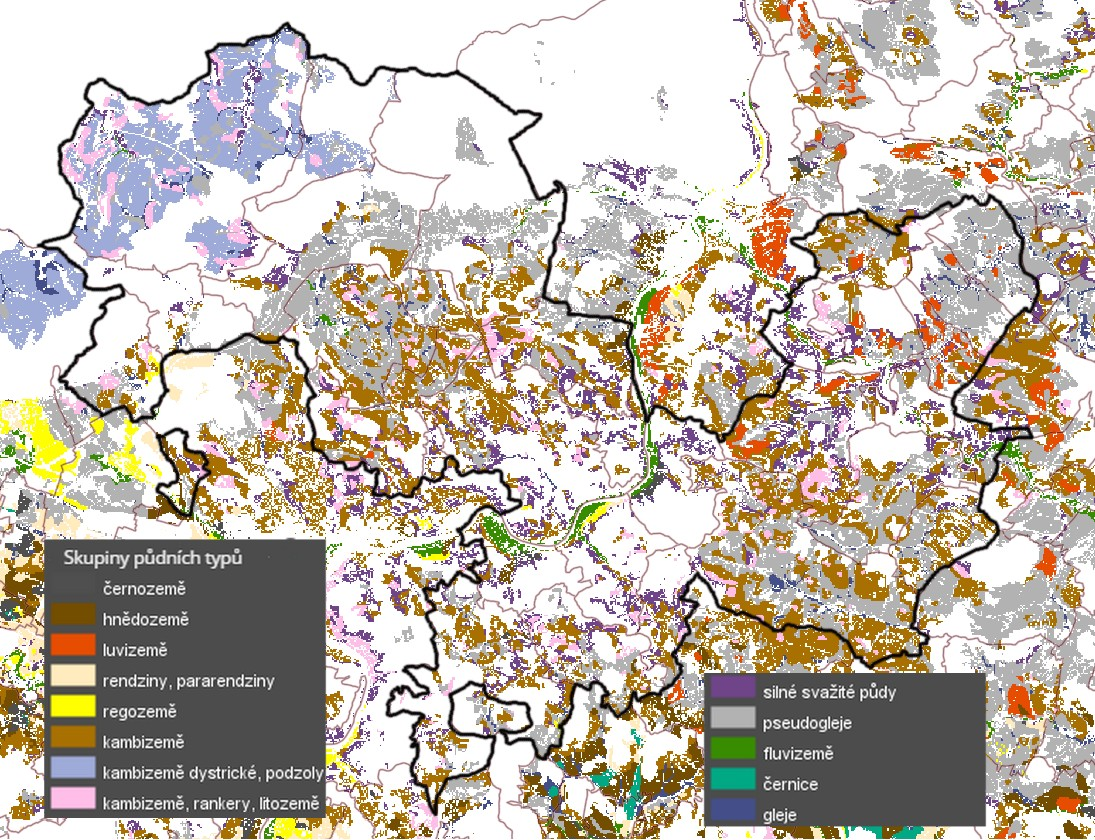 Skupiny půdních typů
černozemě
hnědozemě
luvizemě
rendziny, pararendziny
regozemě
kambizemě
kambizemě dystrické, podzoly
kambizemě, rankery, litozemě
silné svažité půdy
pseudogleje
fluvizemě
černice
gleje